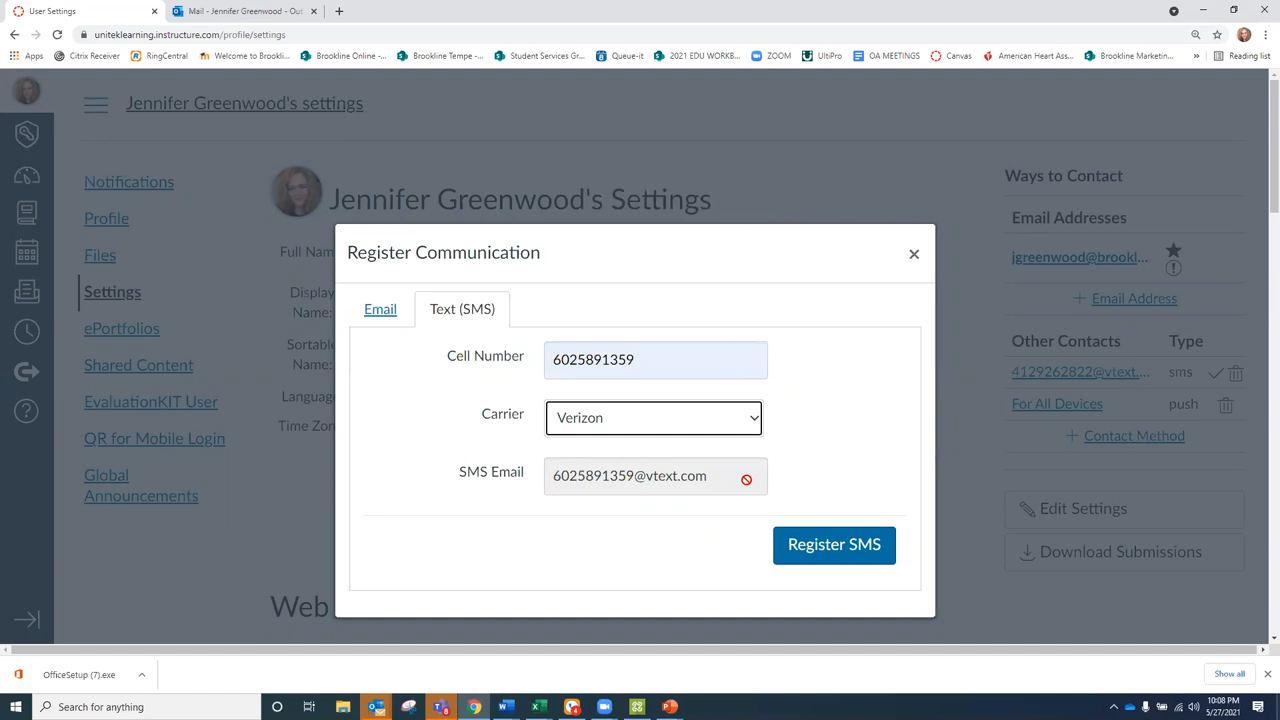 User Settings
Mail - Jennifer Greenwood - Out
uniteklearning.instructure.com/profile/settings
Apps
Citrix Receiver
RingCentral
Welcome to Brookli...
Brookline Online -...
Brookline Tempe -...
Student Services Gr...
Queue-it
2021 EDU WORKB...
ZOOM
UltiPro
OA MEETINGS
Canvas
American Heart Ass...
Brookline Marketin...
»
Reading list
Jennifer Greenwood's settings
Notifications
Profile
Files
Settings
ePortfolios
Shared Content
EvaluationKIT User
QR for Mobile Login
Global
Announcements
Jennifer Greenwood's Settings
Full Nam
Display
Name:
Sortable
Name:
Language
Time Zon
Web
Register Communication
Email
Text (SMS)
Cell Number
6025891359
Carrier
Verizon
SMS Email
6025891359@vtext.com
Register SMS
Ways to Contact
Email Addresses
jgreenwood@brookl...
+ Email Address
Other Contacts Type
4129262822@vtext.... sms
For All Devices push
+ Contact Method
Edit Settings
Download Submissions
OfficeSetup (7).exe
Show all
Search for anything
10:08 PM
5/27/2021